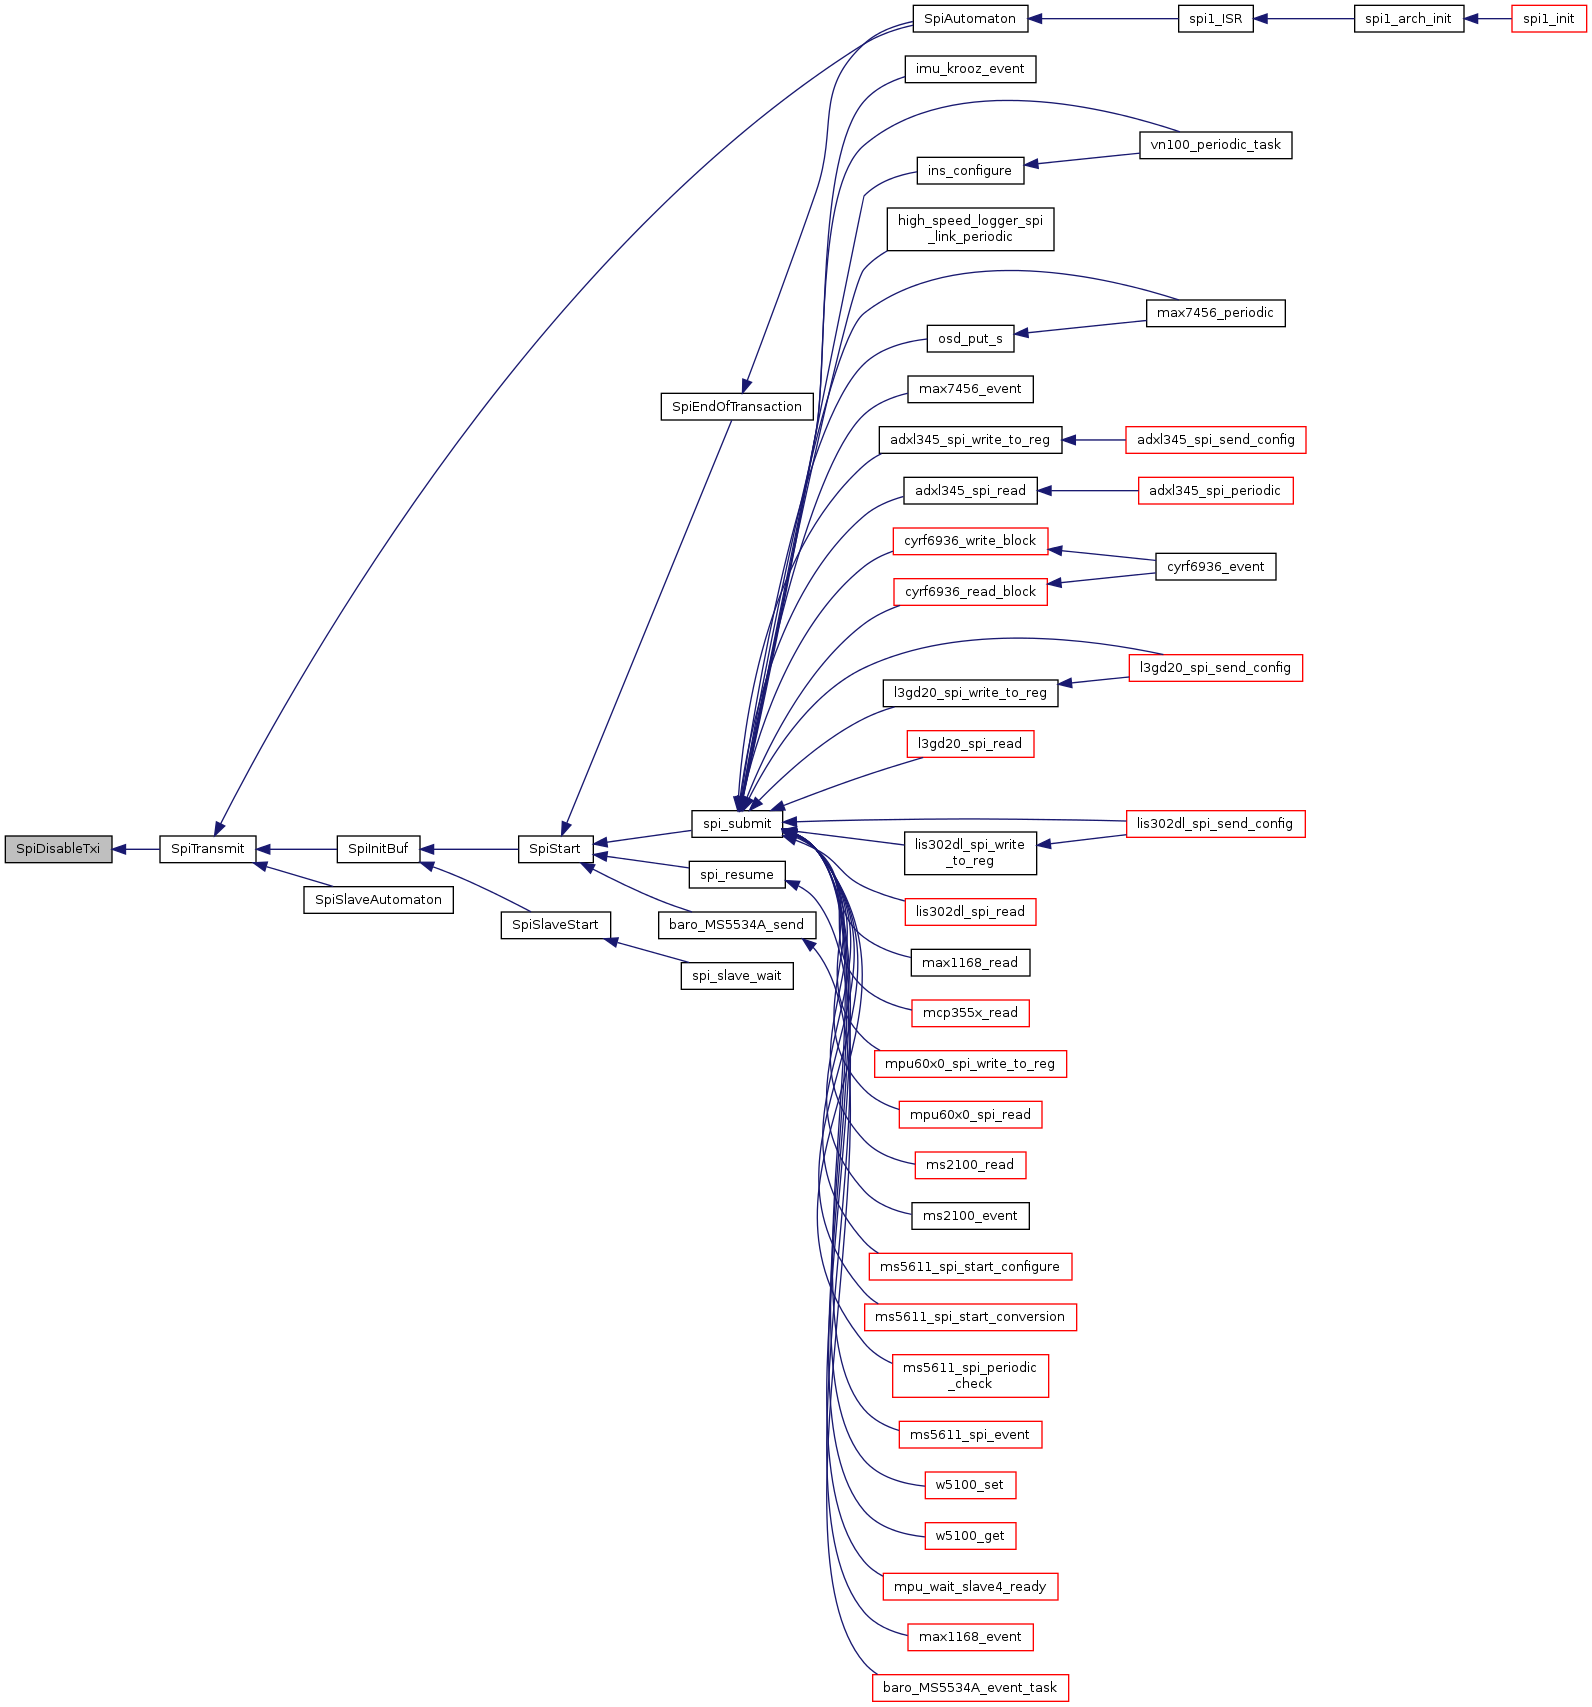 SpiAutomaton
spi1_ISR
spi1_arch_init
spi1_init
imu_krooz_event
vn100_periodic_task
ins_configure
high_speed_logger_spi
_link_periodic
max7456_periodic
osd_put_s
max7456_event
SpiEndOfTransaction
adxl345_spi_write_to_reg
adxl345_spi_send_config
adxl345_spi_read
adxl345_spi_periodic
cyrf6936_write_block
cyrf6936_event
cyrf6936_read_block
l3gd20_spi_send_config
l3gd20_spi_write_to_reg
l3gd20_spi_read
spi_submit
lis302dl_spi_send_config
SpiDisableTxi
SpiTransmit
SpiInitBuf
SpiStart
lis302dl_spi_write
_to_reg
spi_resume
SpiSlaveAutomaton
lis302dl_spi_read
SpiSlaveStart
baro_MS5534A_send
max1168_read
spi_slave_wait
mcp355x_read
mpu60x0_spi_write_to_reg
mpu60x0_spi_read
ms2100_read
ms2100_event
ms5611_spi_start_configure
ms5611_spi_start_conversion
ms5611_spi_periodic
_check
ms5611_spi_event
w5100_set
w5100_get
mpu_wait_slave4_ready
max1168_event
baro_MS5534A_event_task